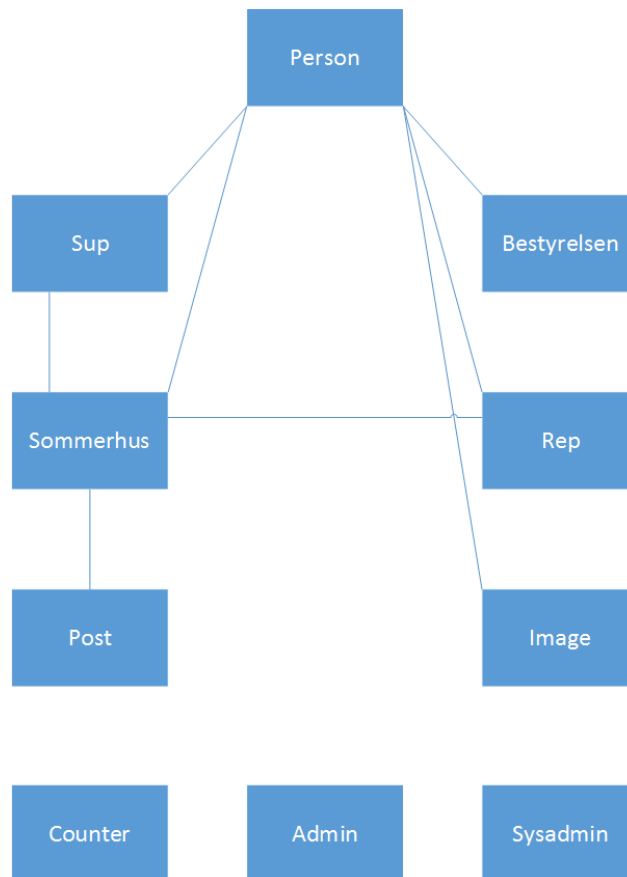 Person
Sup
Bestyrelsen
Sommerhus
Rep
Post
Image
Counter
Admin
Sysadmin